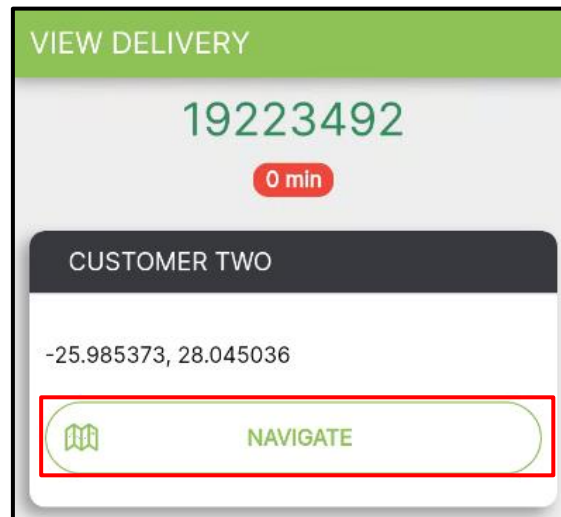 VIEW DELIVERY
19223492
0 min
CUSTOMER TWO
-25.985373, 28.045036
NAVIGATE